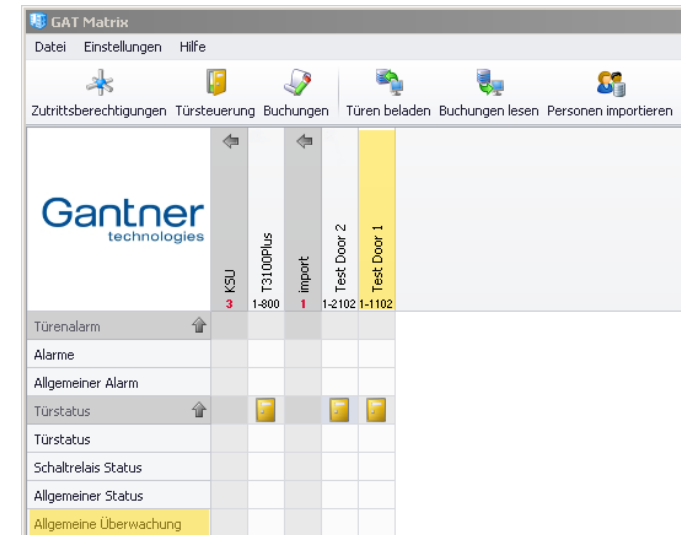 GAT Matrix
Datei Einstellungen Hilfe
Zutrittsberechtigungen Türsteuerung Buchungen Türen beladen Buchungen lesen Personen importieren
Gantner
technologies
KSU
T3100Plus
import
Test Door 2
Test Door 1
3 1-800 1 1-2102 1-1102
Türenalarm
Alarme
Allgemeiner Alarm
Türstatus
Türstatus
Schaltrelais Status
Allgemeiner Status
Allgemeine Überwachung